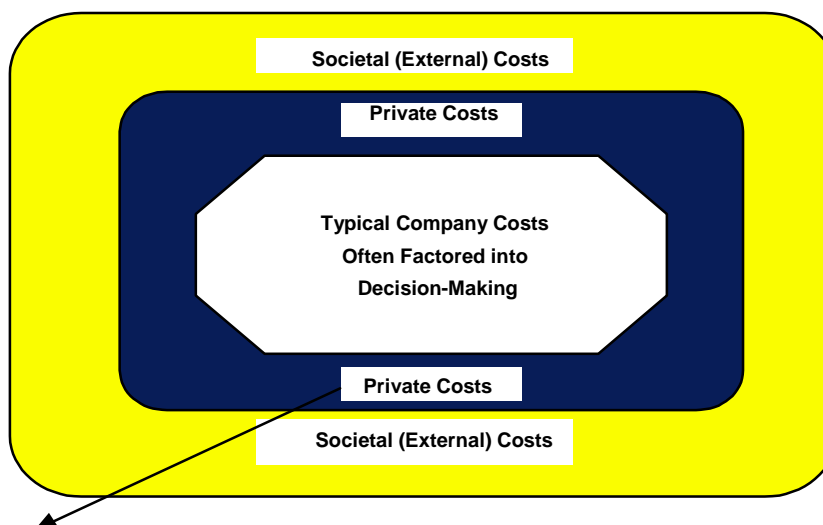 Societal (External) Costs
Private Costs
Typical Company Costs
Often Factored into
Decision-Making
Private Costs
Societal (External) Costs